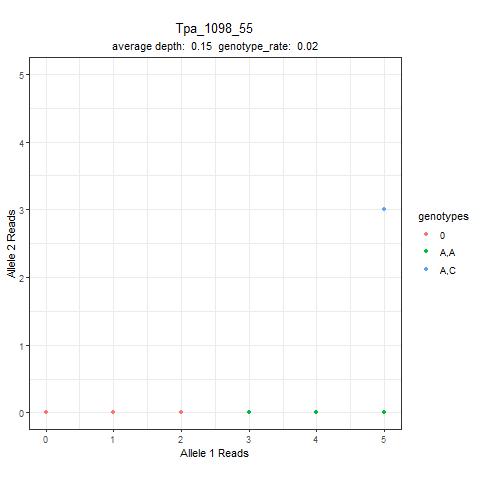 Tpa_1098_55
average depth: 0.15 genotype_rate: 0.02
5
4
3
2
1
0
Allele 2 Reads
0 1 2 3 4 5
Allele 1 Reads
genotypes
0
A,A
A,C